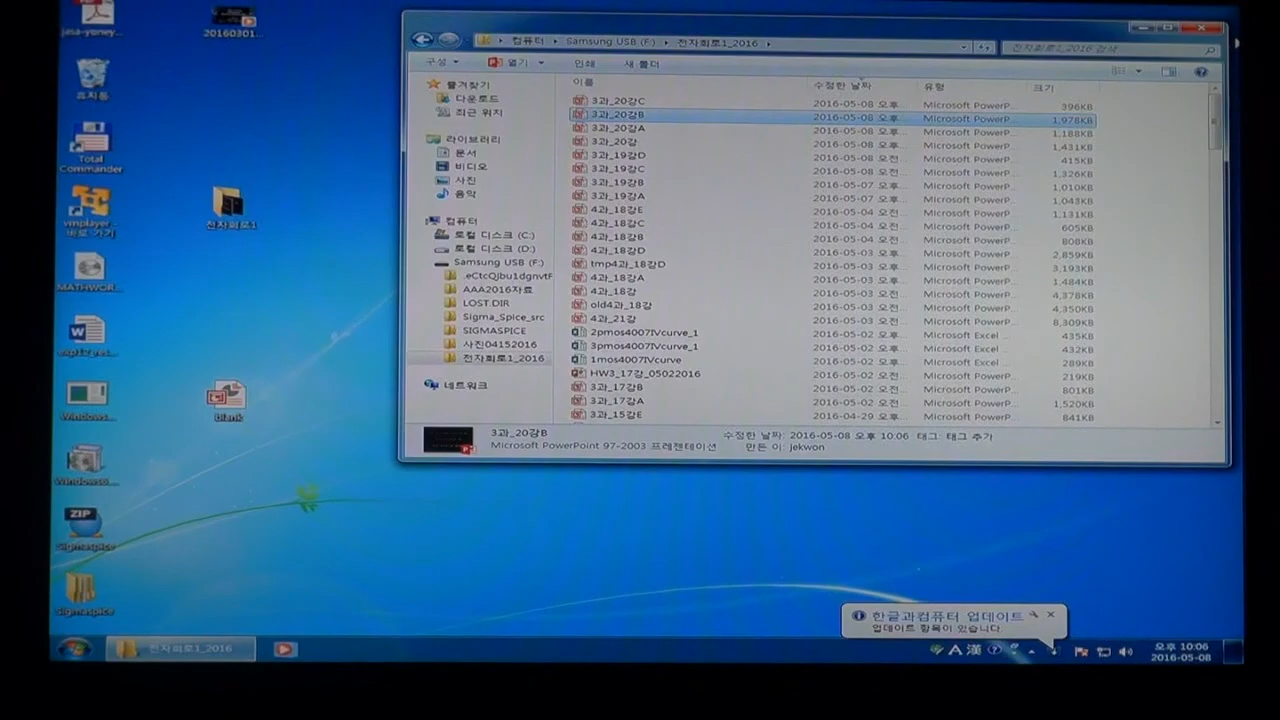 20160301...
휴지통
Total
Commander
vmplayer -
바로 가기
전자회로1
MATHWOR...
exp12_res...
blank
Windows...
Windowsol...
ZIP
Sigmaspice
Sigmaspice
컴퓨터 ▸ Samsung USB (F:) ▸ 전자회로1_2016 ▸
전자회로1_2016 검색
구성 열기 인쇄 새 폴더
즐겨찾기
다운로드
최근 위치
라이브러리
문서
비디오
사진
음악
컴퓨터
로컬 디스크 (C:)
로컬 디스크 (D:)
Samsung USB (F:)
AAA2016자료
LOST.DIR
Sigma_Spice_src
SIGMASPICE
사진04152016
전자회로1_2016
네트워크
이름 수정한 날짜 유형 크기
3과_20강C 2016-05-08 오후... Microsoft PowerP... 396KB
3과_20강B 2016-05-08 오후... Microsoft PowerP... 1,978KB
3과_20강A 2016-05-08 오후... Microsoft PowerP... 1,188KB
3과_20강 2016-05-08 오후... Microsoft PowerP... 1,431KB
3과_19강D 2016-05-08 오후... Microsoft PowerP... 415KB
3과_19강C 2016-05-08 오전... Microsoft PowerP... 1,326KB
3과_19강B 2016-05-07 오후... Microsoft PowerP... 1,010KB
3과_19강A 2016-05-07 오후... Microsoft PowerP... 1,043KB
4과_18강E 2016-05-04 오전... Microsoft PowerP... 1,131KB
4과_18강C 2016-05-04 오전... Microsoft PowerP... 605KB
4과_18강B 2016-05-04 오전... Microsoft PowerP... 808KB
4과_18강D 2016-05-03 오후... Microsoft PowerP... 2,859KB
tmp4과_18강D 2016-05-03 오후... Microsoft PowerP... 3,193KB
4과_18강A 2016-05-03 오후... Microsoft PowerP... 1,484KB
4과_18강 2016-05-03 오전... Microsoft PowerP... 4,378KB
old4과_18강 2016-05-03 오전... Microsoft PowerP... 4,350KB
4과_21강 2016-05-03 오전... Microsoft PowerP... 8,309KB
2pmos4007IVcurve_1 2016-05-02 오후... Microsoft Excel ... 435KB
3pmos4007IVcurve_1 2016-05-02 오후... Microsoft Excel ... 432KB
1mos4007IVcurve 2016-05-02 오전... Microsoft Excel ... 289KB
HW3_17강_05022016 2016-05-02 오전... Microsoft PowerP... 219KB
3과_17강B 2016-05-02 오전... Microsoft PowerP... 801KB
3과_17강A 2016-05-02 오전... Microsoft PowerP... 1,520KB
3과_15강E 2016-04-29 오전... Microsoft PowerP... 841KB
3과_20강B 수정한 날짜: 2016-05-08 오후 10:06 태그: 태그 추가
Microsoft PowerPoint 97-2003 프레젠테이션 만든 이: jekwon
한글과컴퓨터 업데이트
업데이트 항목이 있습니다.
전자회로1_2016
A 漢
오후 10:06
2016-05-08